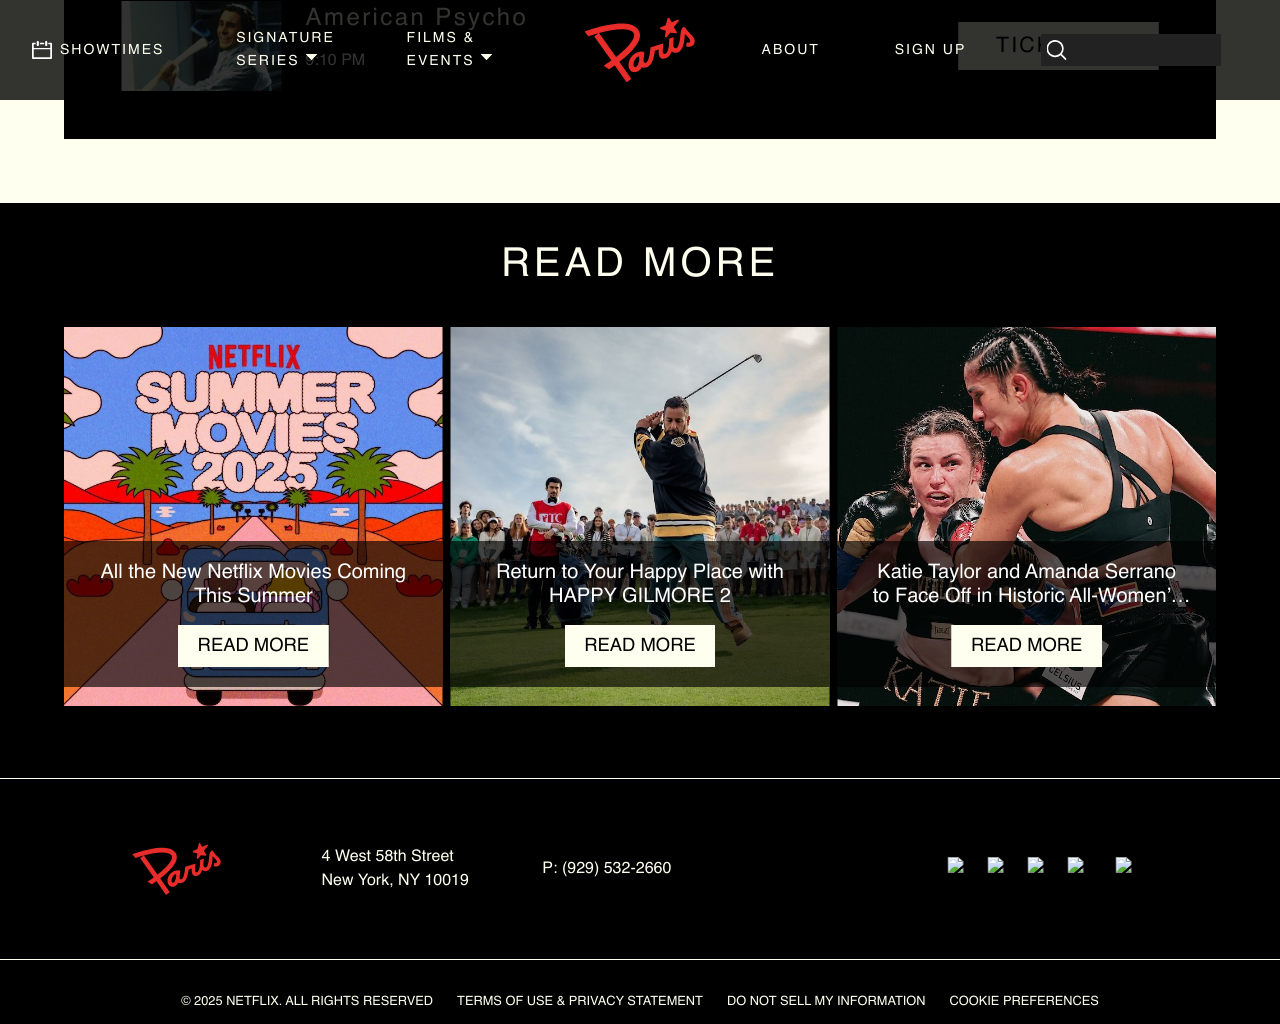 American Psycho
SHOWTIMES
SIGNATURE
SERIES
:10 PM
FILMS &
EVENTS
Paris
ABOUT
SIGN UP
READ MORE
NETFLIX
SUMMER
MOVIES
2025
All the New Netflix Movies Coming
This Summer
READ MORE
Return to Your Happy Place with
HAPPY GILMORE 2
READ MORE
Katie Taylor and Amanda Serrano
to Face Off in Historic All-Women’...
READ MORE
CELSIUS
KATIE
Paris
4 West 58th Street
New York, NY 10019
P: (929) 532-2660
© 2025 NETFLIX. ALL RIGHTS RESERVED
TERMS OF USE & PRIVACY STATEMENT
DO NOT SELL MY INFORMATION
COOKIE PREFERENCES